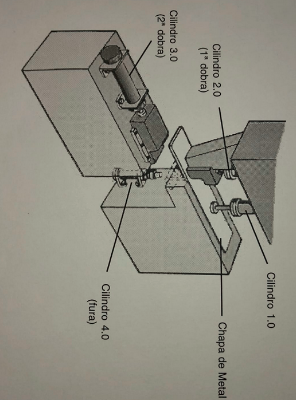 Cilindro 3.0
(2ª dobra)
Cilindro 2.0
(1ª dobra)
Cilindro 1.0
Chapa de Metal
Cilindro 4.0
(fura)